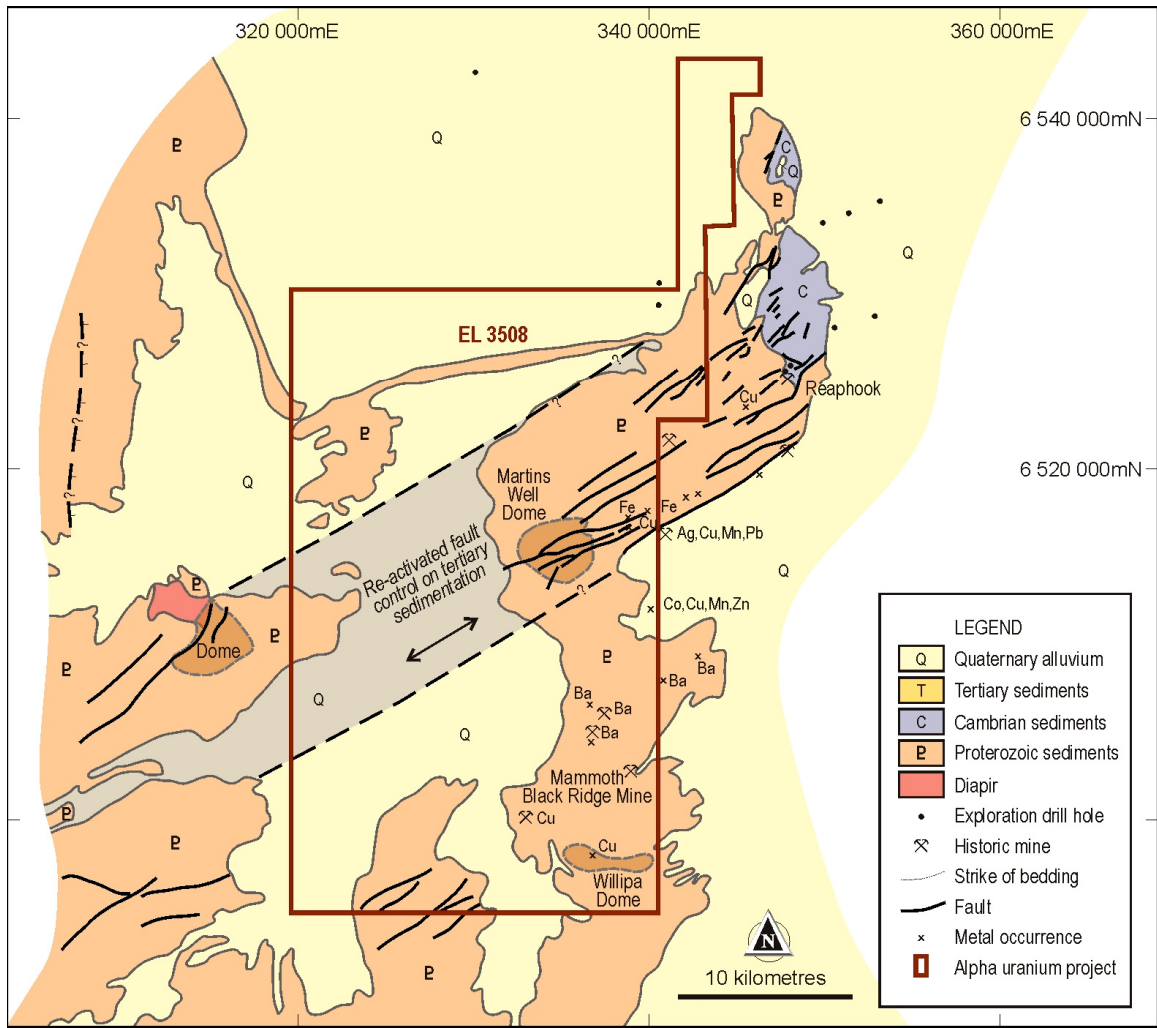 320 000mE
340 000mE
360 000mE
6 540 000mN
Q
P
C
Q
P
Q
C
Q
EL 3508
?
?
Reaphook
Cu
?
P
P
6 520 000mN
Q
Martins
Well
Dome
?
Fe
Fe
Cu
Ag,Cu,Mn,Pb
Re-activated fault
control on tertiary
sedimentation
Q
P
?
Co,Cu,Mn,Zn
P
Dome
P
P
Ba
Ba
Q
Ba
Ba
Ba
Q
Mammoth
Black Ridge Mine
P
Cu
P
Cu
Willipa
Dome
P
Q
N
10 kilometres
LEGEND
Q Quaternary alluvium
T Tertiary sediments
C Cambrian sediments
P Proterozoic sediments
Diapir
Exploration drill hole
Historic mine
Strike of bedding
Fault
Metal occurrence
Alpha uranium project